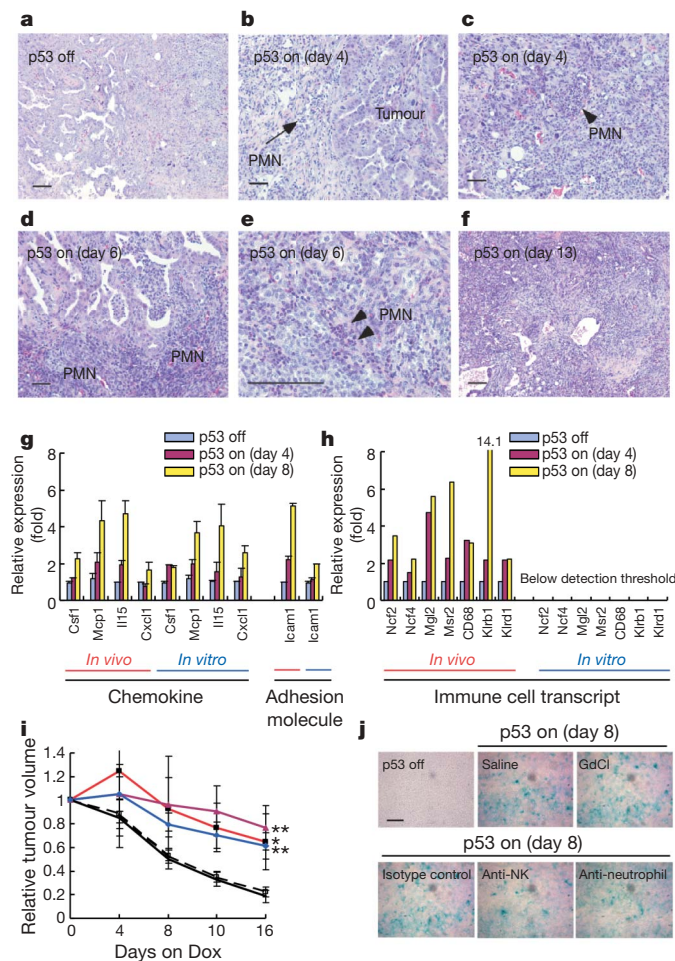 a
b
c
p53 off
p53 on (day 4)
Tumour
PMN
p53 on (day 4)
PMN
d
e
f
p53 on (day 6)
PMN
PMN
p53 on (day 6)
PMN
p53 on (day 13)
g
p53 off
p53 on (day 4)
p53 on (day 8)
Relative expression
(fold)
8
6
4
2
0
Csf1
Mcp1
Il15
Cxcl1
Csf1
Mcp1
Il15
Cxcl1
Icam1
Icam1
In vivo
In vitro
Chemokine
Adhesion
molecule
h
p53 off
p53 on (day 4)
p53 on (day 8)
14.1
Relative expression
(fold)
8
6
4
2
0
Below detection threshold
Ncf2
Ncf4
Mgl2
Msr2
CD68
Klrb1
Klrd1
Ncf2
Ncf4
Mgl2
Msr2
CD68
Klrb1
Klrd1
In vivo
In vitro
Immune cell transcript
i
Relative tumour volume
1.4
1.2
1
0.8
0.6
0.4
0.2
0
**
*
**
0
4
8
10
16
Days on Dox
j
p53 on (day 8)
p53 off
Saline
GdCl
p53 on (day 8)
Isotype control
Anti-NK
Anti-neutrophil